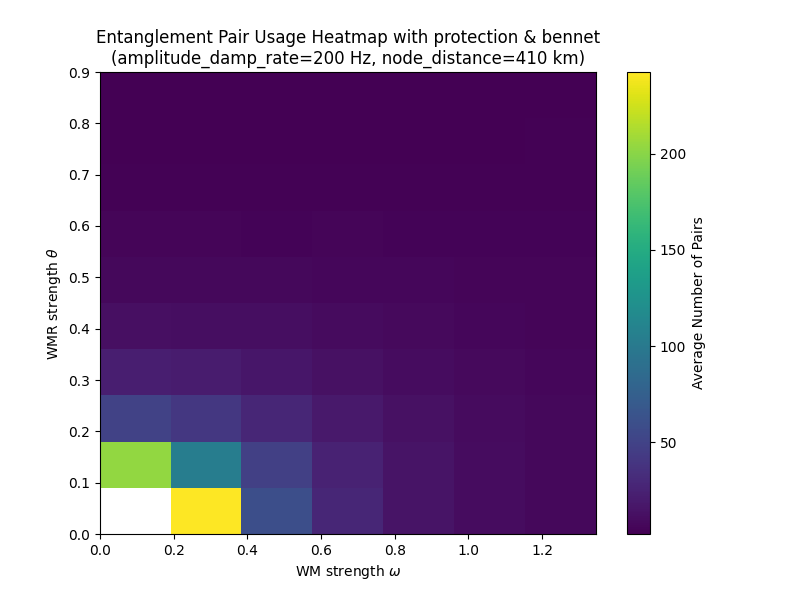 Entanglement Pair Usage Heatmap with protection & bennet
(amplitude_damp_rate=200 Hz, node_distance=410 km)
0.9
0.8
0.7
0.6
0.5
0.4
0.3
0.2
0.1
0.0
WMR strength θ
0.0 0.2 0.4 0.6 0.8 1.0 1.2
WM strength ω
200
150
100
50
Average Number of Pairs